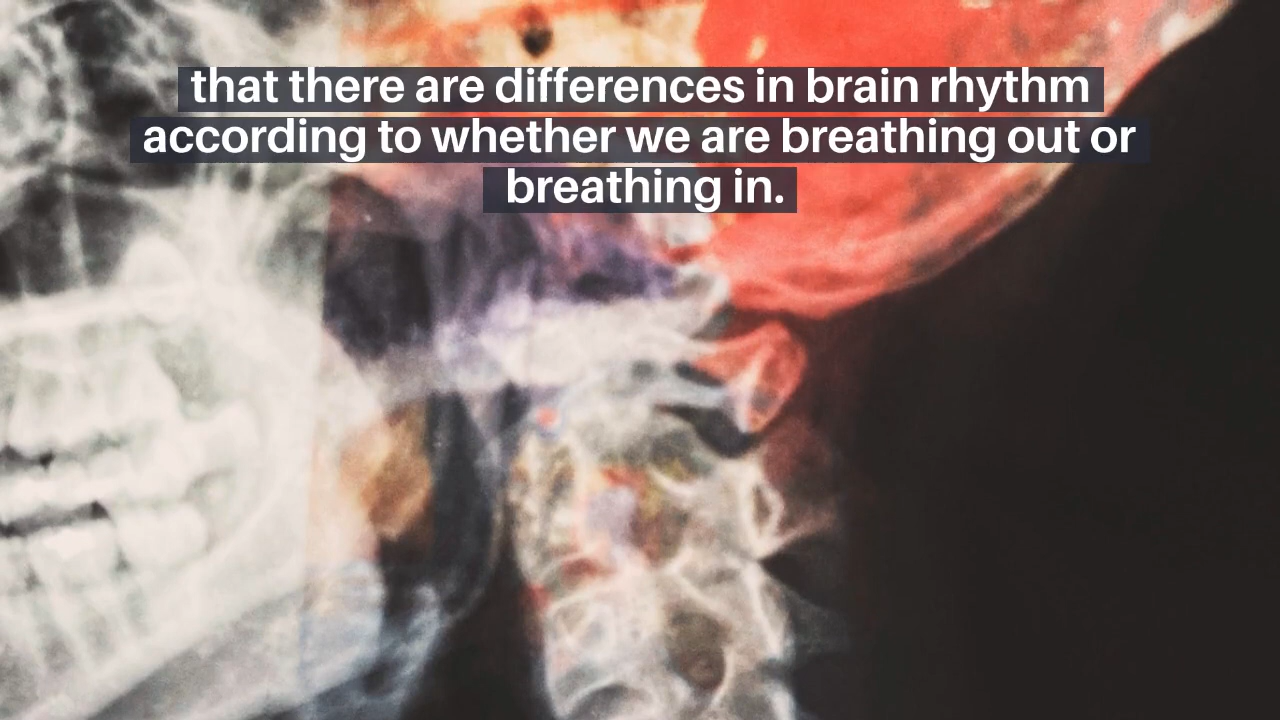 that there are differences in brain rhythm
according to whether we are breathing out or
breathing in.